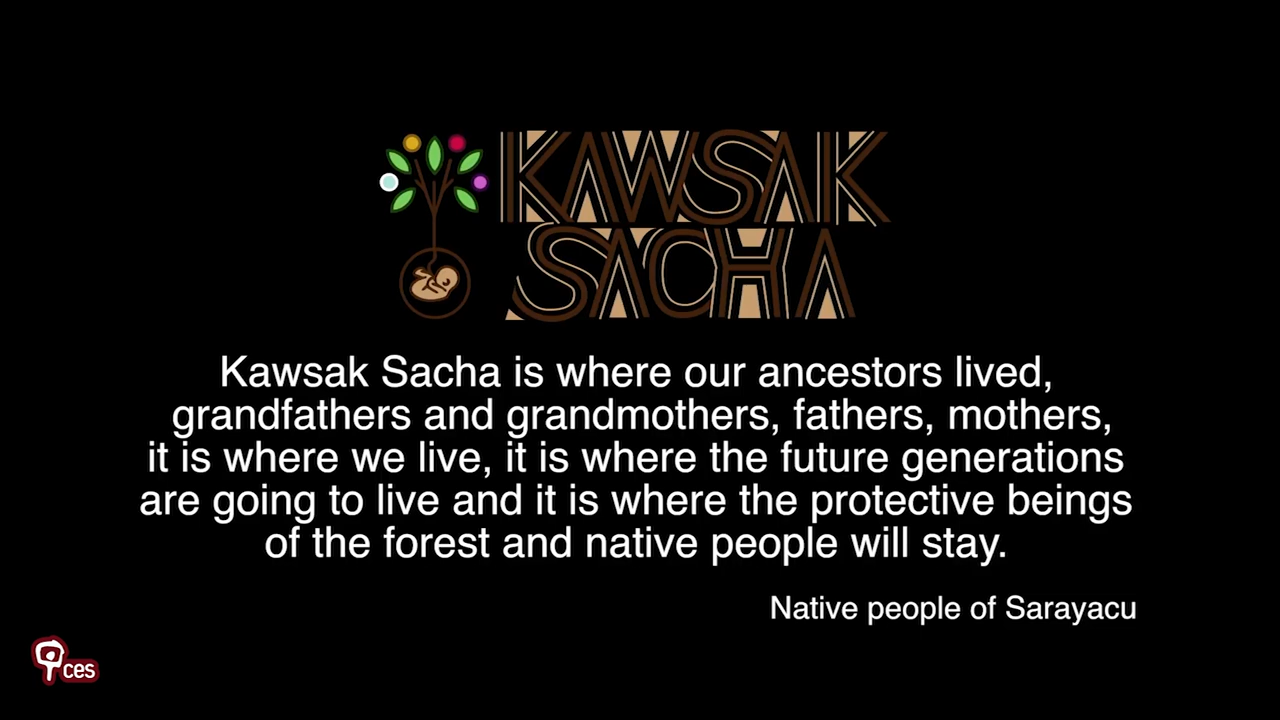 KAWSAK
SACHA
Kawsak Sacha is where our ancestors lived,
grandfathers and grandmothers, fathers, mothers,
it is where we live, it is where the future generations
are going to live and it is where the protective beings
of the forest and native people will stay.
Native people of Sarayacu
ces